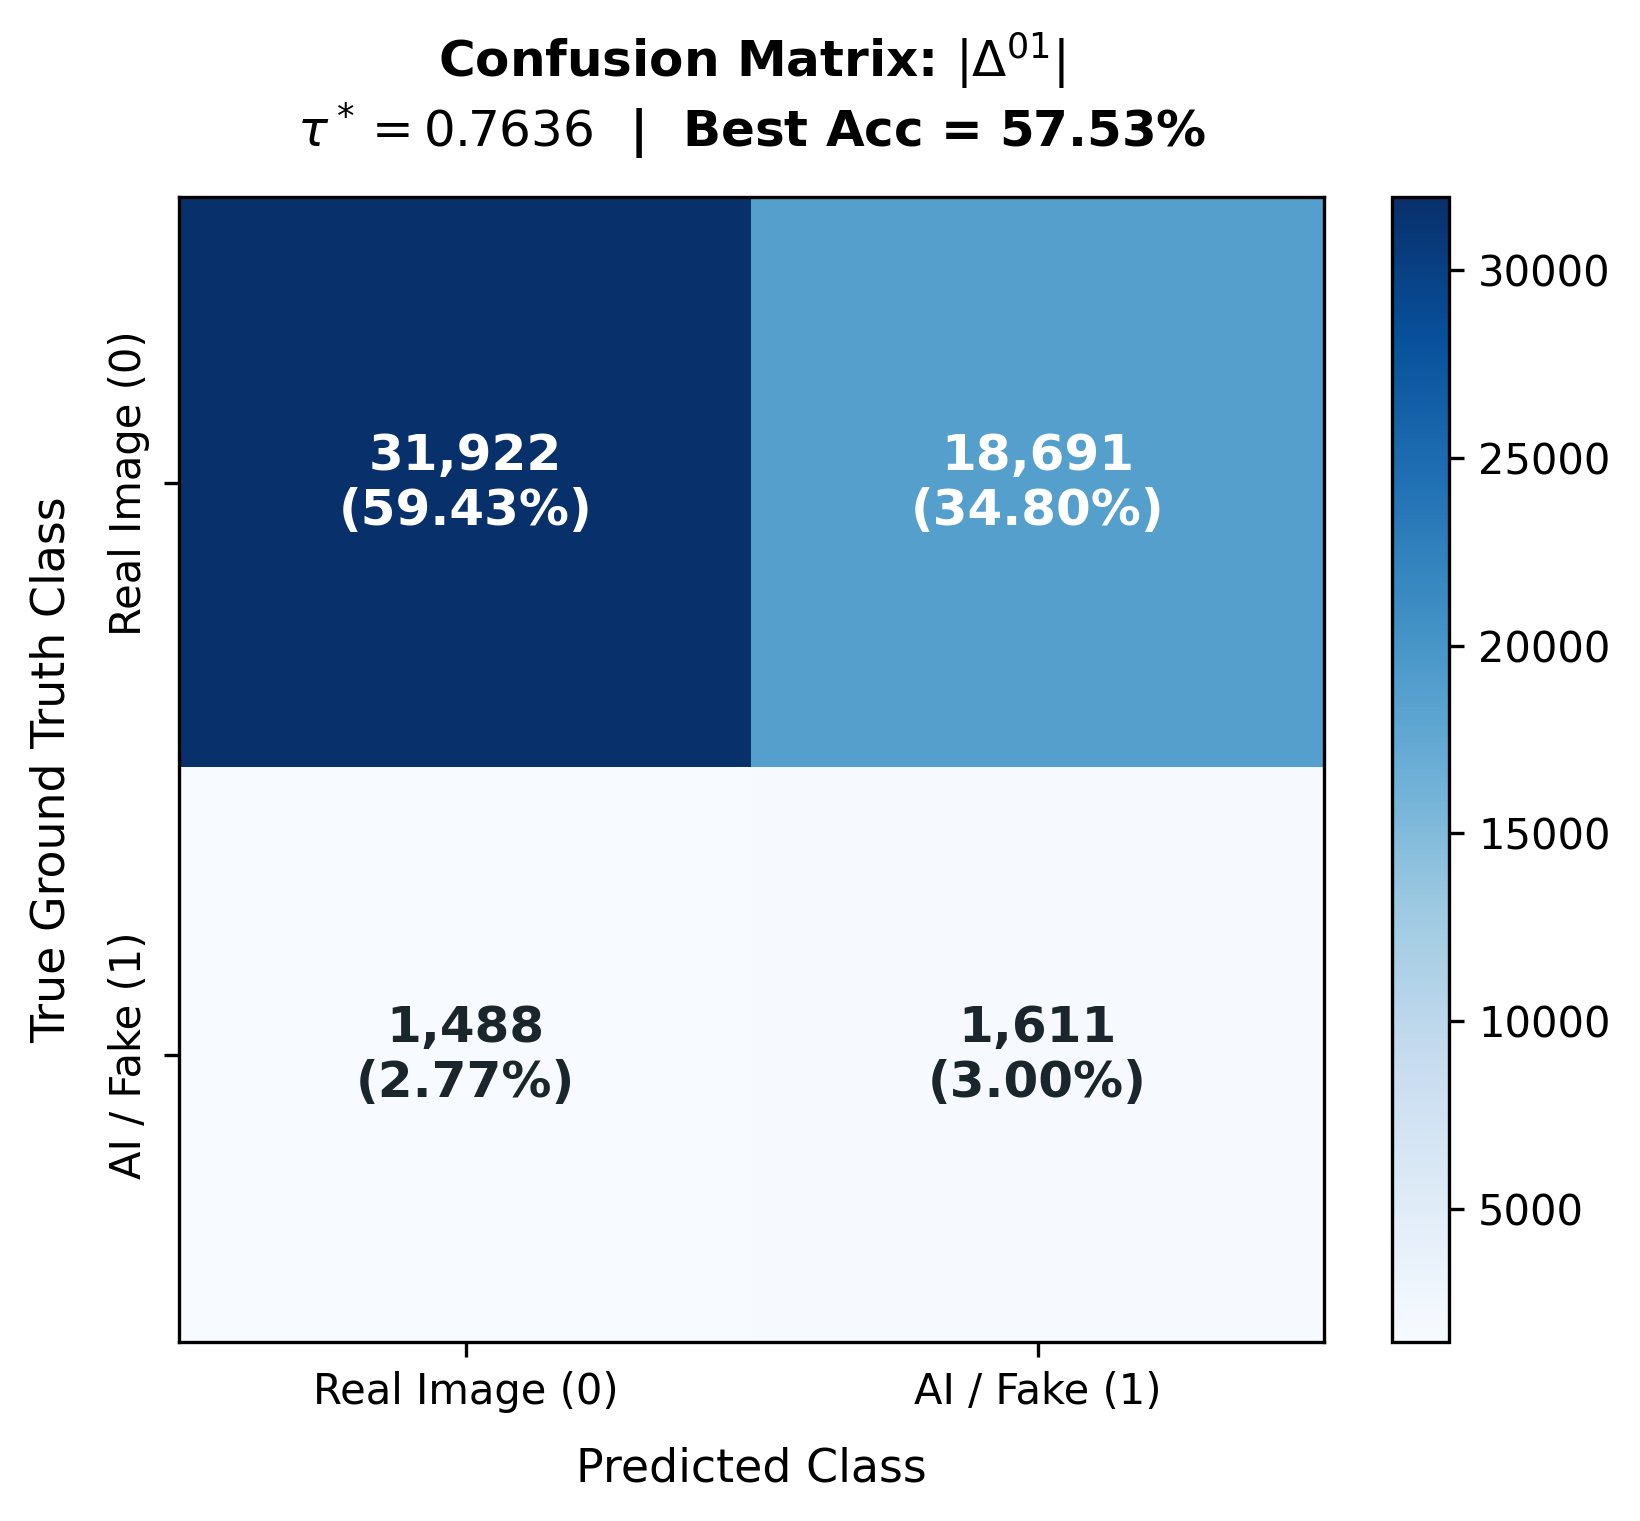 Confusion Matrix: |Δ⁰¹|
τ* = 0.7636 | Best Acc = 57.53%
True Ground Truth Class
Real Image (0)
AI / Fake (1)
31,922
(59.43%)
18,691
(34.80%)
1,488
(2.77%)
1,611
(3.00%)
Real Image (0)
AI / Fake (1)
Predicted Class
30000
25000
20000
15000
10000
5000